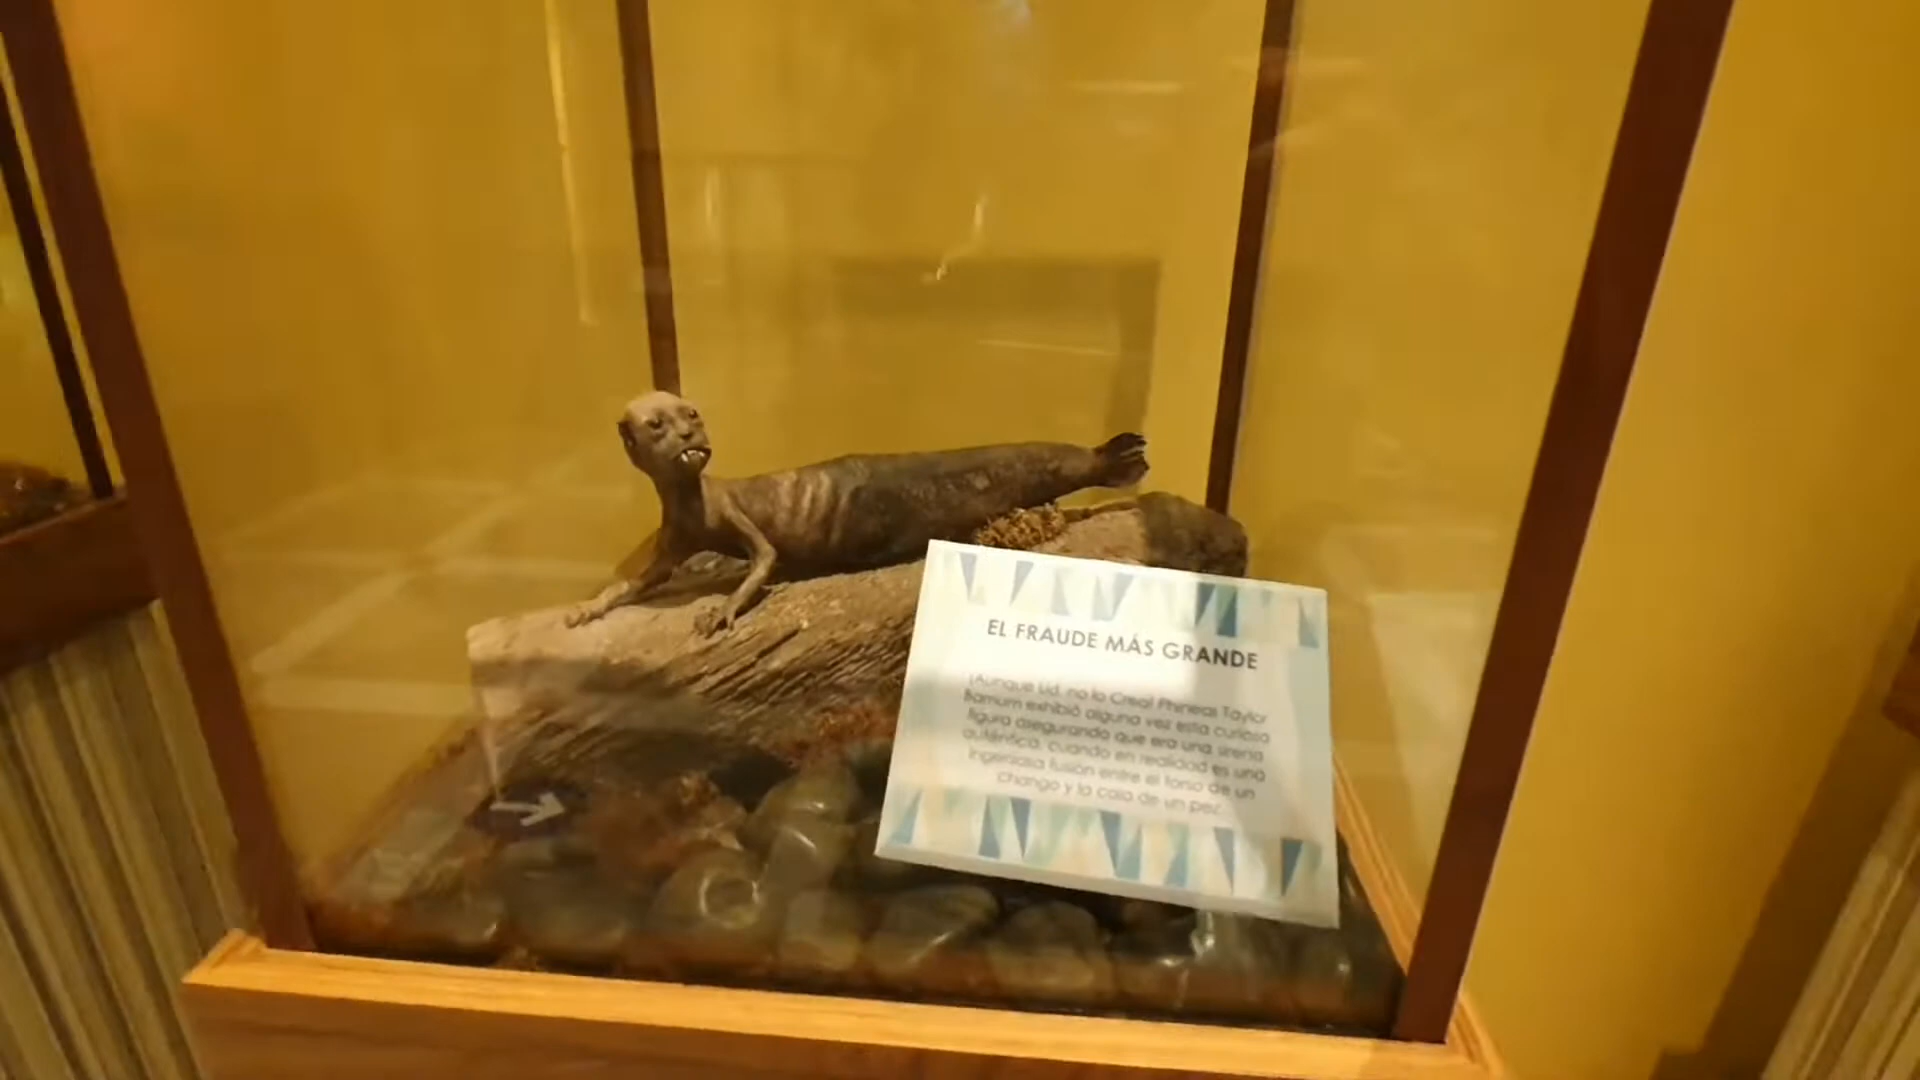 EL FRAUDE MÁS GRANDE
¡Aunque Ud. no lo Crea! Phineas Taylor
Barnum exhibió alguna vez esta curiosa
figura asegurando que era una sirena
auténtica, cuando en realidad es una
ingeniosa fusión entre el torso de un
chango y la cola de un pez.